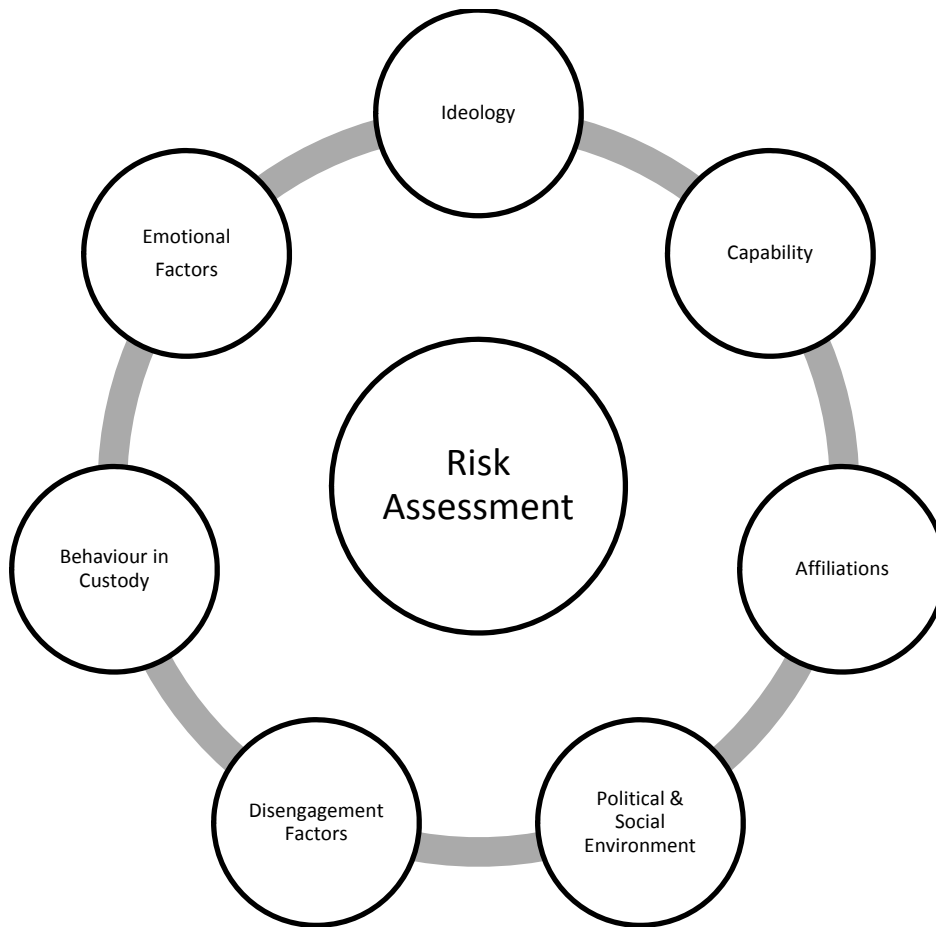 Ideology
Capability
Affiliations
Political &
Social
Environment
Disengagement
Factors
Behaviour in
Custody
Emotional
Factors
Risk
Assessment